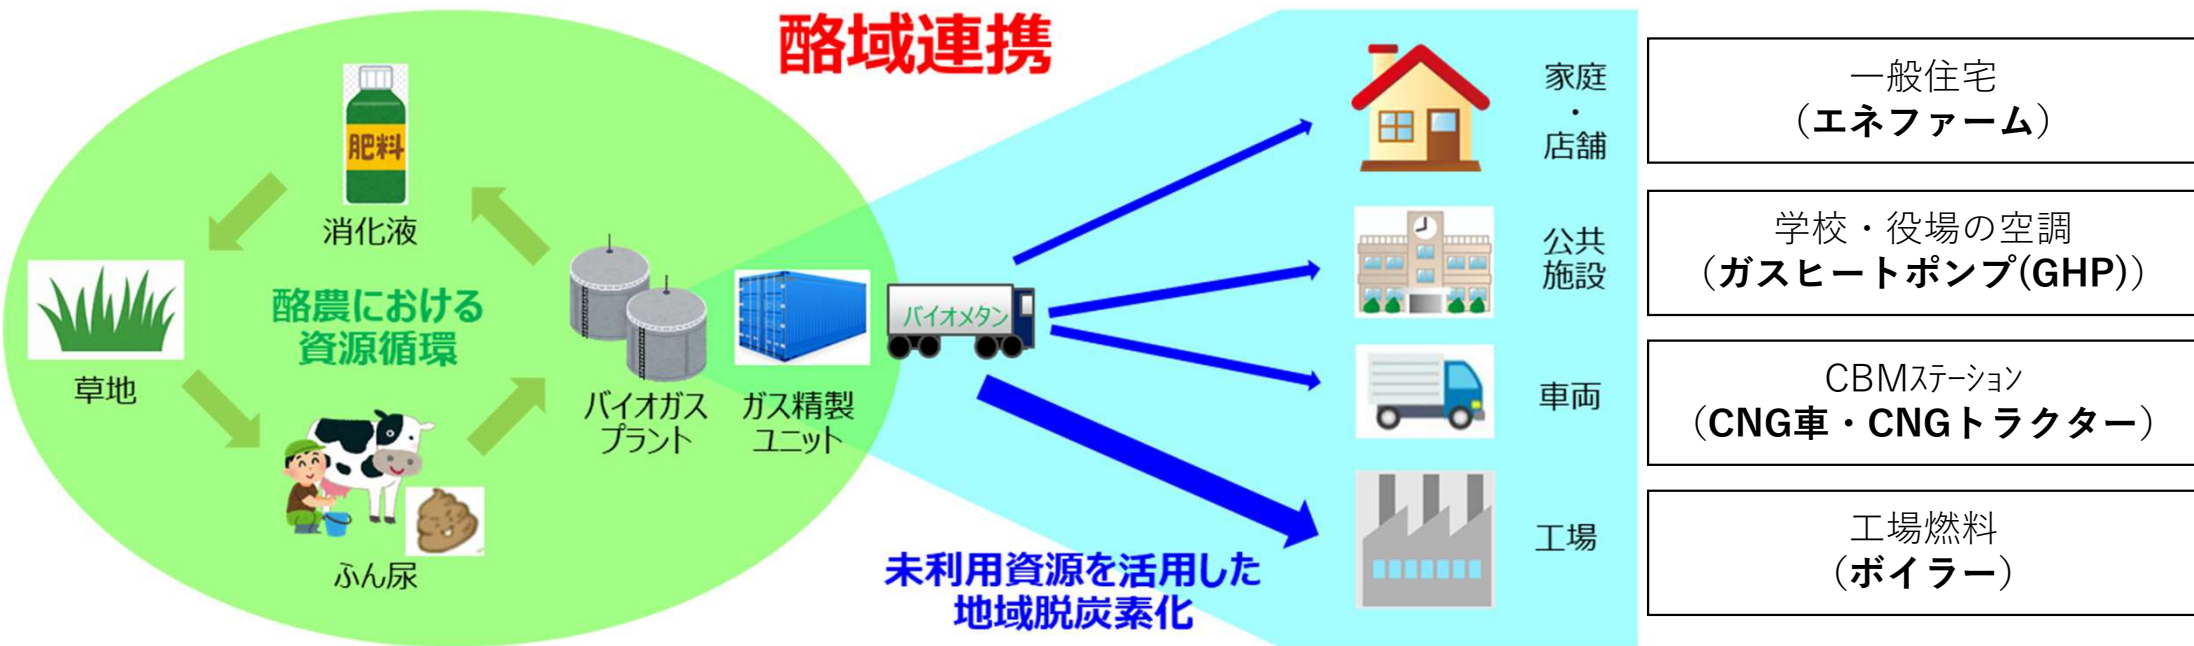 酪域連携
肥料
消化液
草地
酪農における
資源循環
ふん尿
バイオガス
プラント
ガス精製
ユニット
バイオメタン
未利用資源を活用した
地域脱炭素化
家庭
・
店舗
一般住宅
（エネファーム）
公共
施設
学校・役場の空調
（ガスヒートポンプ(GHP)）
車両
CBMｽﾃｰｼｮﾝ
（CNG車・CNGトラクター）
工場
工場燃料
（ボイラー）